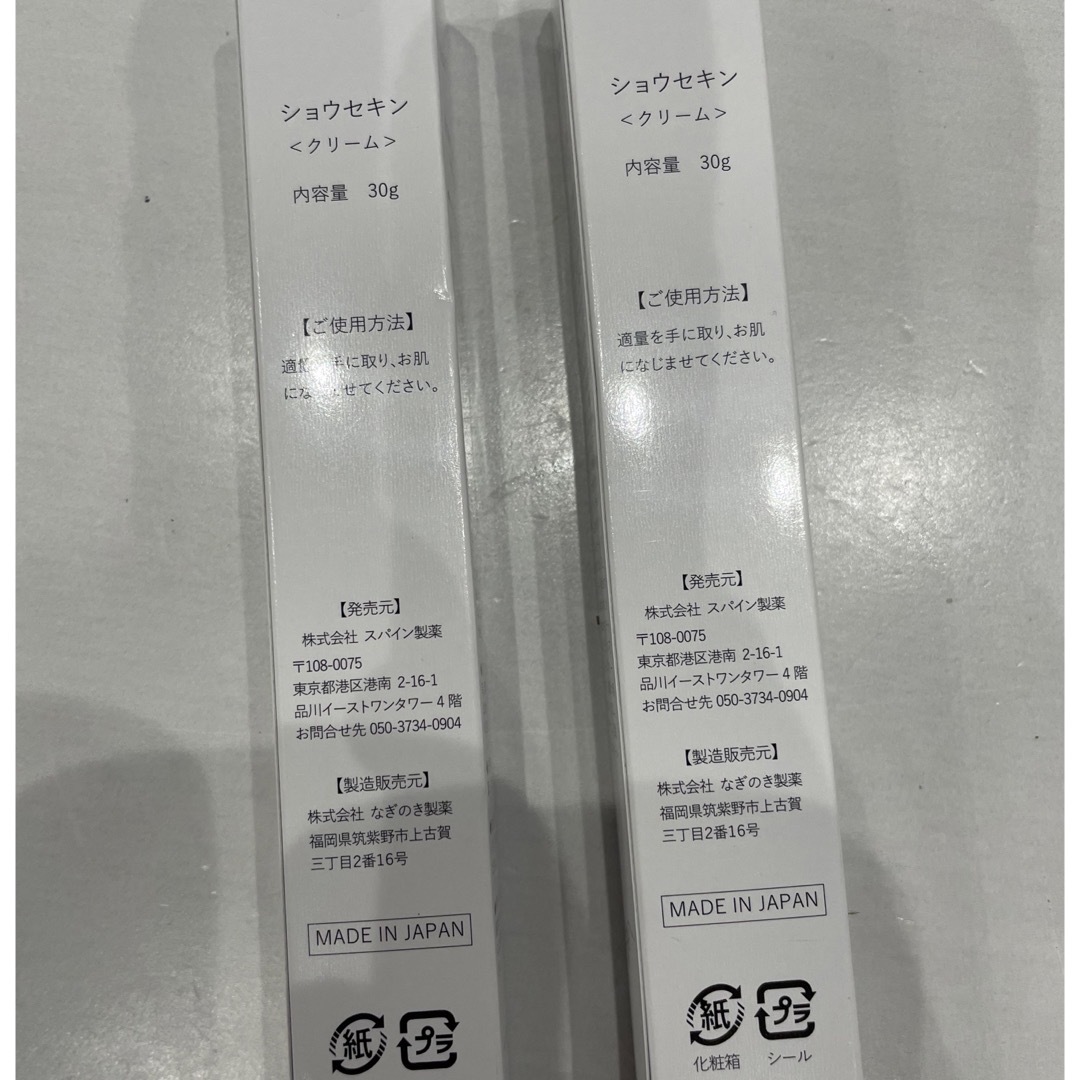 ショウセキン
＜クリーム＞
内容量 30g
【ご使用方法】
適量 手に取り、お肌
にな ませてください。
【発売元】
株式会社 スパイン製薬
〒108-0075
東京都港区港南 2-16-1
品川イーストワンタワー 4 階
お問合せ先 050-3734-0904
【製造販売元】
株式会社 なぎのき製薬
福岡県筑紫野市上古賀
三丁目2番16号
MADE IN JAPAN
紙 プラ
ショウセキン
＜クリーム＞
内容量 30g
【ご使用方法】
適量を手に取り、お肌
になじませてください。
【発売元】
株式会社 スパイン製薬
〒108-0075
東京都港区港南 2-16-1
品川イーストワンタワー 4 階
お問合せ先 050-3734-0904
【製造販売元】
株式会社 なぎのき製薬
福岡県筑紫野市上古賀
三丁目2番16号
MADE IN JAPAN
紙 プラ
化粧箱 シール